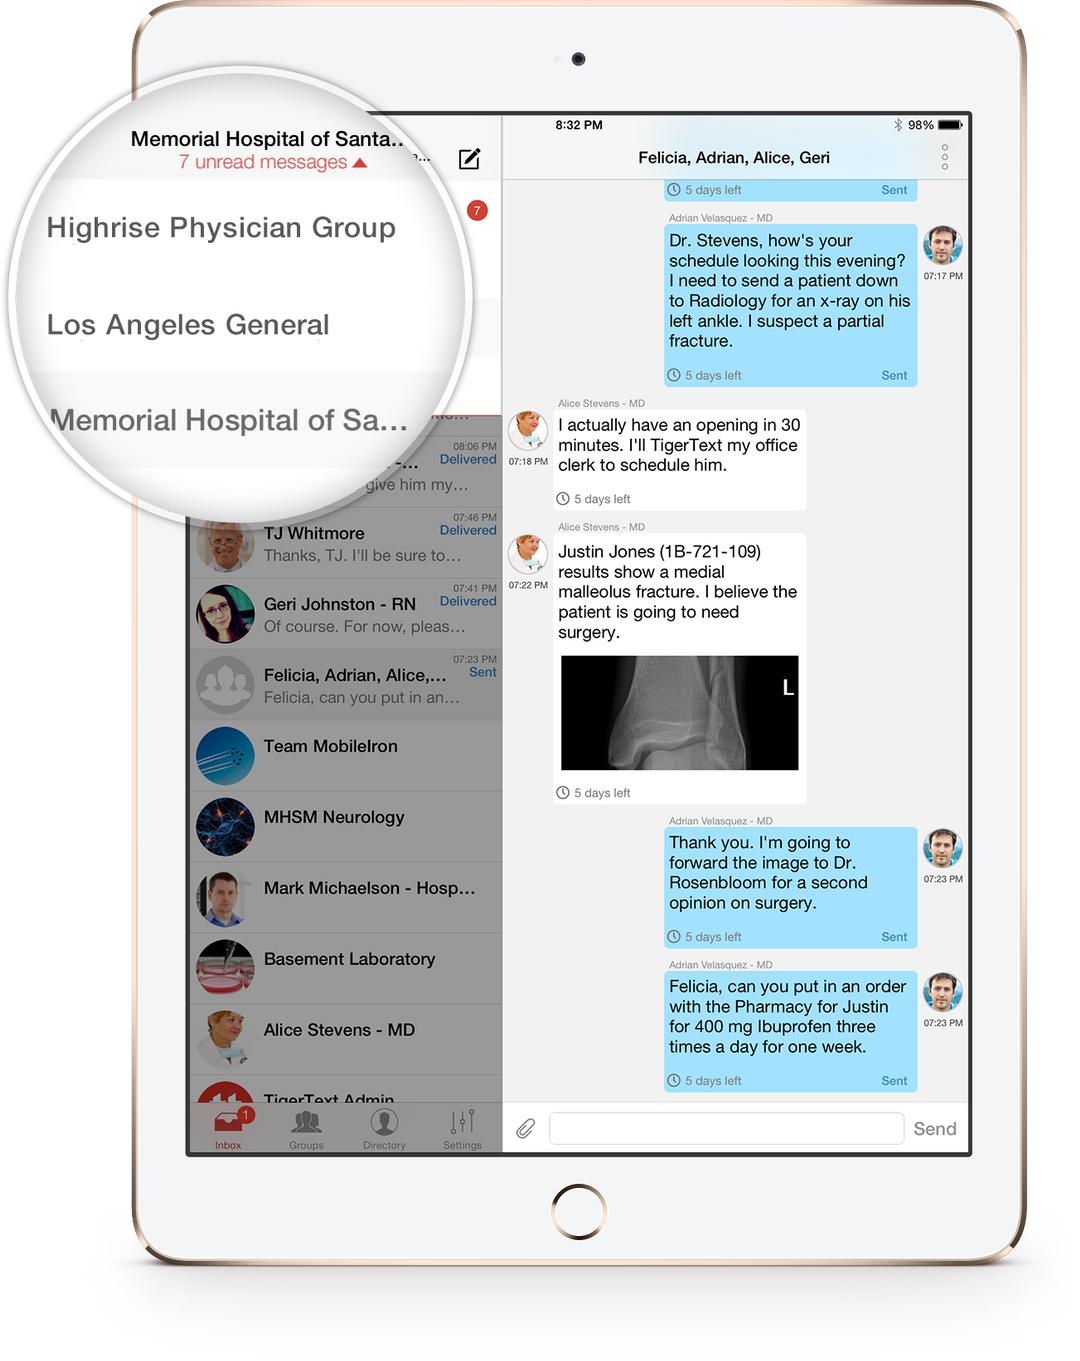 Memorial Hospital of Santa...
7 unread messages
Highrise Physician Group
Los Angeles General
Memorial Hospital of Sa...
7
08:06 PM
-... Delivered
give him my...
07:46 PM
TJ Whitmore Delivered
Thanks, TJ. I'll be sure to...
07:41 PM
Geri Johnston - RN Delivered
Of course. For now, pleas...
07:23 PM
Felicia, Adrian, Alice,... Sent
Felicia, can you put in an...
Team MobileIron
MHSM Neurology
Mark Michaelson - Hosp...
Basement Laboratory
Alice Stevens - MD
TigerText Admin
1
Inbox Groups Directory Settings
8:32 PM 98%
Felicia, Adrian, Alice, Geri
5 days left Sent
Adrian Velasquez - MD
Dr. Stevens, how's your
schedule looking this evening?
I need to send a patient down
to Radiology for an x-ray on his
left ankle. I suspect a partial
fracture.
07:17 PM
5 days left Sent
Alice Stevens - MD
I actually have an opening in 30
minutes. I'll TigerText my office
clerk to schedule him.
07:18 PM
5 days left
Alice Stevens - MD
Justin Jones (1B-721-109)
results show a medial
malleolus fracture. I believe the
patient is going to need
surgery.
07:22 PM
L
5 days left
Adrian Velasquez - MD
Thank you. I'm going to
forward the image to Dr.
Rosenbloom for a second
opinion on surgery.
07:23 PM
5 days left Sent
Adrian Velasquez - MD
Felicia, can you put in an order
with the Pharmacy for Justin
for 400 mg Ibuprofen three
times a day for one week.
07:23 PM
5 days left Sent
Send